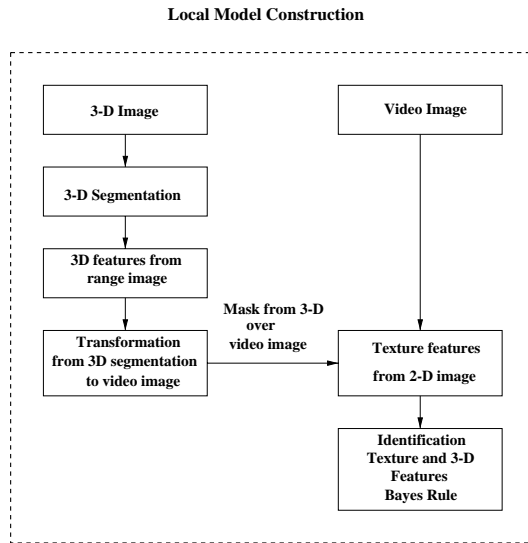 Local Model Construction
3-D Image
Video Image
3-D Segmentation
3D features from
range image
Mask from 3-D
over
video image
Transformation
from 3D segmentation
to video image
Texture features
from 2-D image
Identification
Texture and 3-D
Features
Bayes Rule